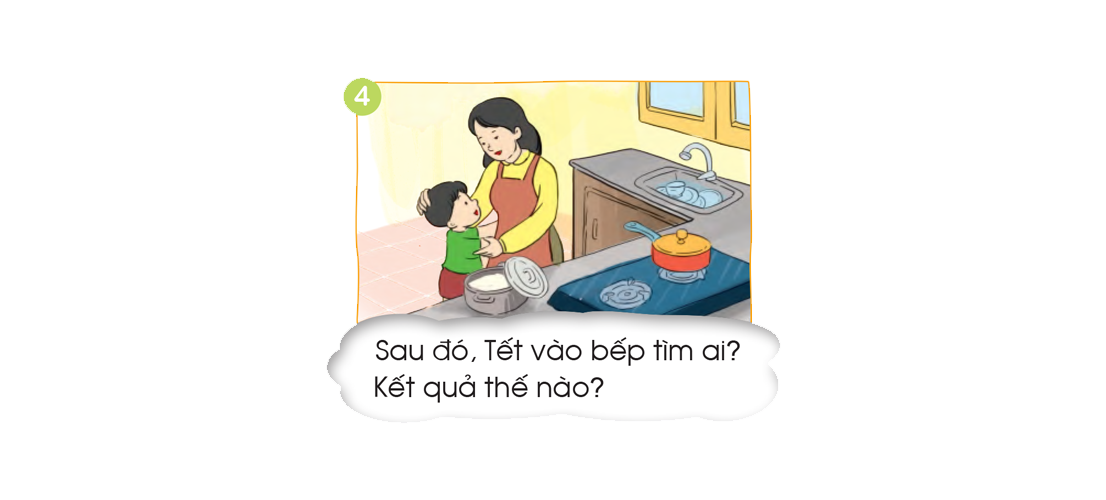 4
Sau đó, Tết vào bếp tìm ai?
Kết quả thế nào?